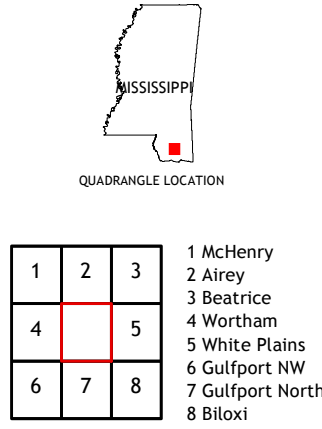 MISSISSIPPI
QUADRANGLE LOCATION
1 2 3
4 5
6 7 8
1 McHenry
2 Airey
3 Beatrice
4 Wortham
5 White Plains
6 Gulfport NW
7 Gulfport North
8 Biloxi